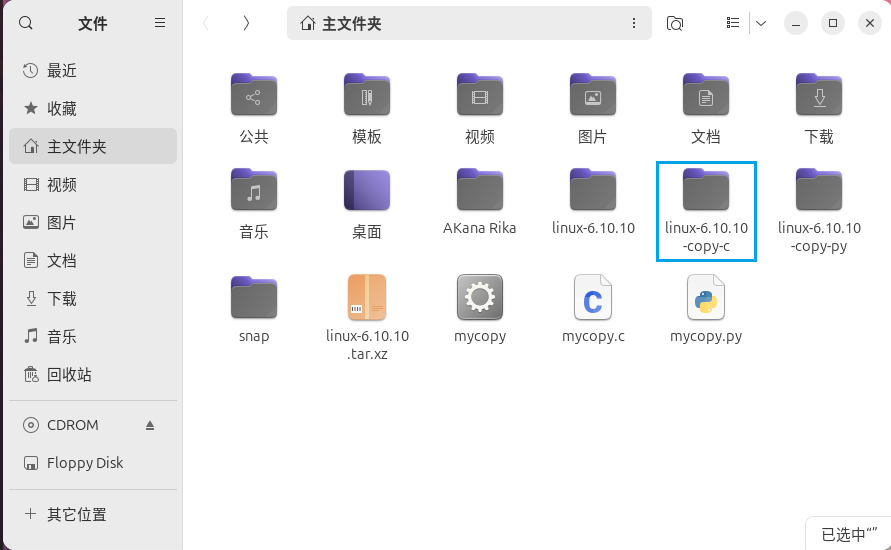 文件
主文件夹
最近
收藏
主文件夹
视频
图片
文档
下载
音乐
回收站
CDROM
Floppy Disk
其它位置
公共
模板
视频
图片
文档
下载
音乐
桌面
AKana Rika
linux-6.10.10
linux-6.10.10
-copy-c
linux-6.10.10
-copy-py
snap
linux-6.10.10
.tar.xz
mycopy
mycopy.c
mycopy.py
已选中“”